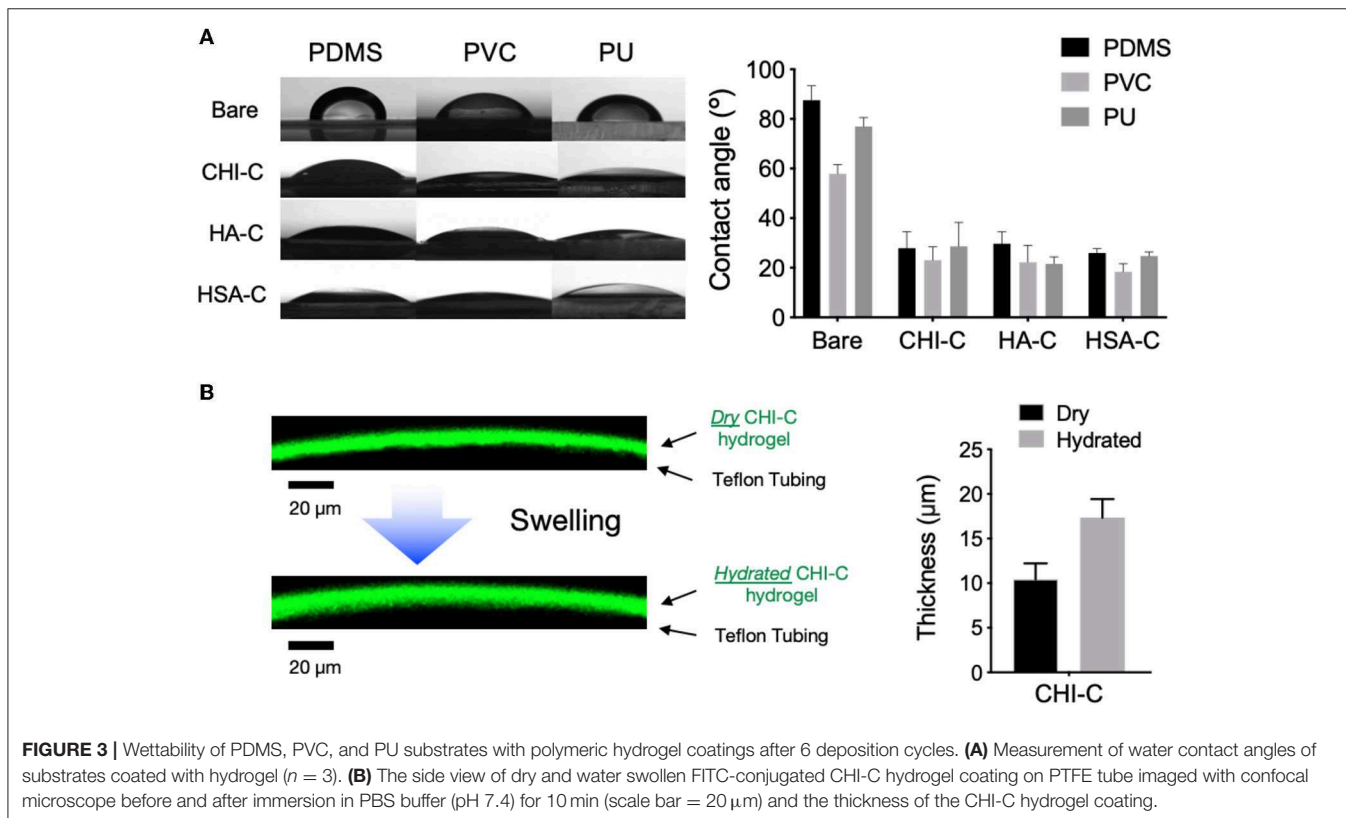 A
PDMS PVC PU
Bare
CHI-C
HA-C
HSA-C
PDMS
PVC
PU
Contact angle (º)
100
80
60
40
20
0
Bare CHI-C HA-C HSA-C
B
Dry CHI-C
hydrogel
Teflon Tubing
20 µm
Swelling
Hydrated CHI-C
hydrogel
Teflon Tubing
20 µm
Dry
Hydrated
Thickness (µm)
25
20
15
10
5
0
CHI-C
FIGURE 3 | Wettability of PDMS, PVC, and PU substrates with polymeric hydrogel coatings after 6 deposition cycles. (A) Measurement of water contact angles of
substrates coated with hydrogel (n = 3). (B) The side view of dry and water swollen FITC-conjugated CHI-C hydrogel coating on PTFE tube imaged with confocal
microscope before and after immersion in PBS buffer (pH 7.4) for 10 min (scale bar = 20 µm) and the thickness of the CHI-C hydrogel coating.